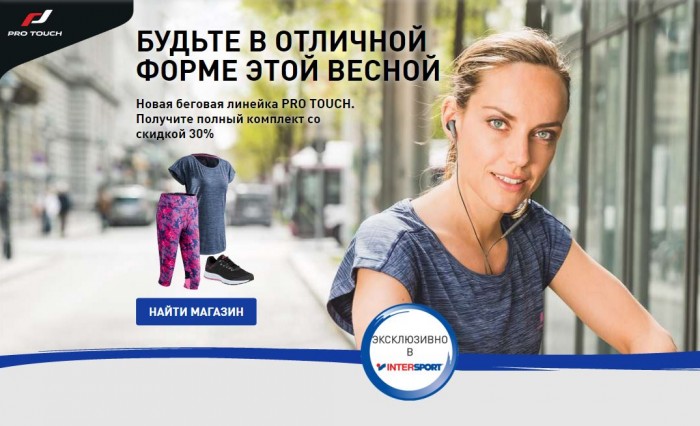 PRO TOUCH
БУДЬТЕ В ОТЛИЧНОЙ
ФОРМЕ ЭТОЙ ВЕСНОЙ
Новая беговая линейка PRO TOUCH.
Получите полный комплект со
скидкой 30%
НАЙТИ МАГАЗИН
ЭКСКЛЮЗИВНО
В
INTERSPORT